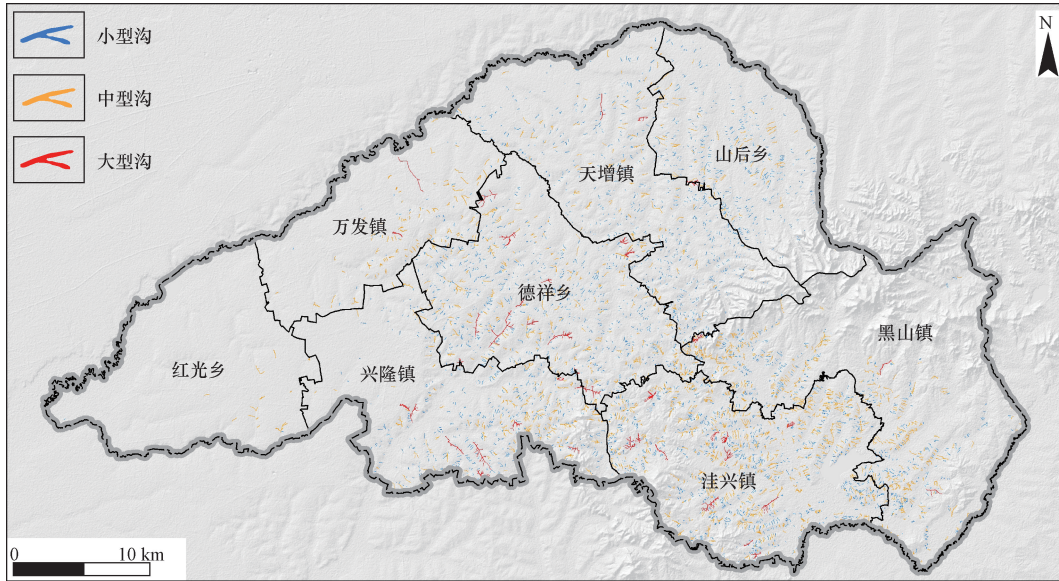 小型沟
中型沟
大型沟
N
山后乡
天增镇
万发镇
德祥乡
黑山镇
红光乡
兴隆镇
洼兴镇
0 10 km